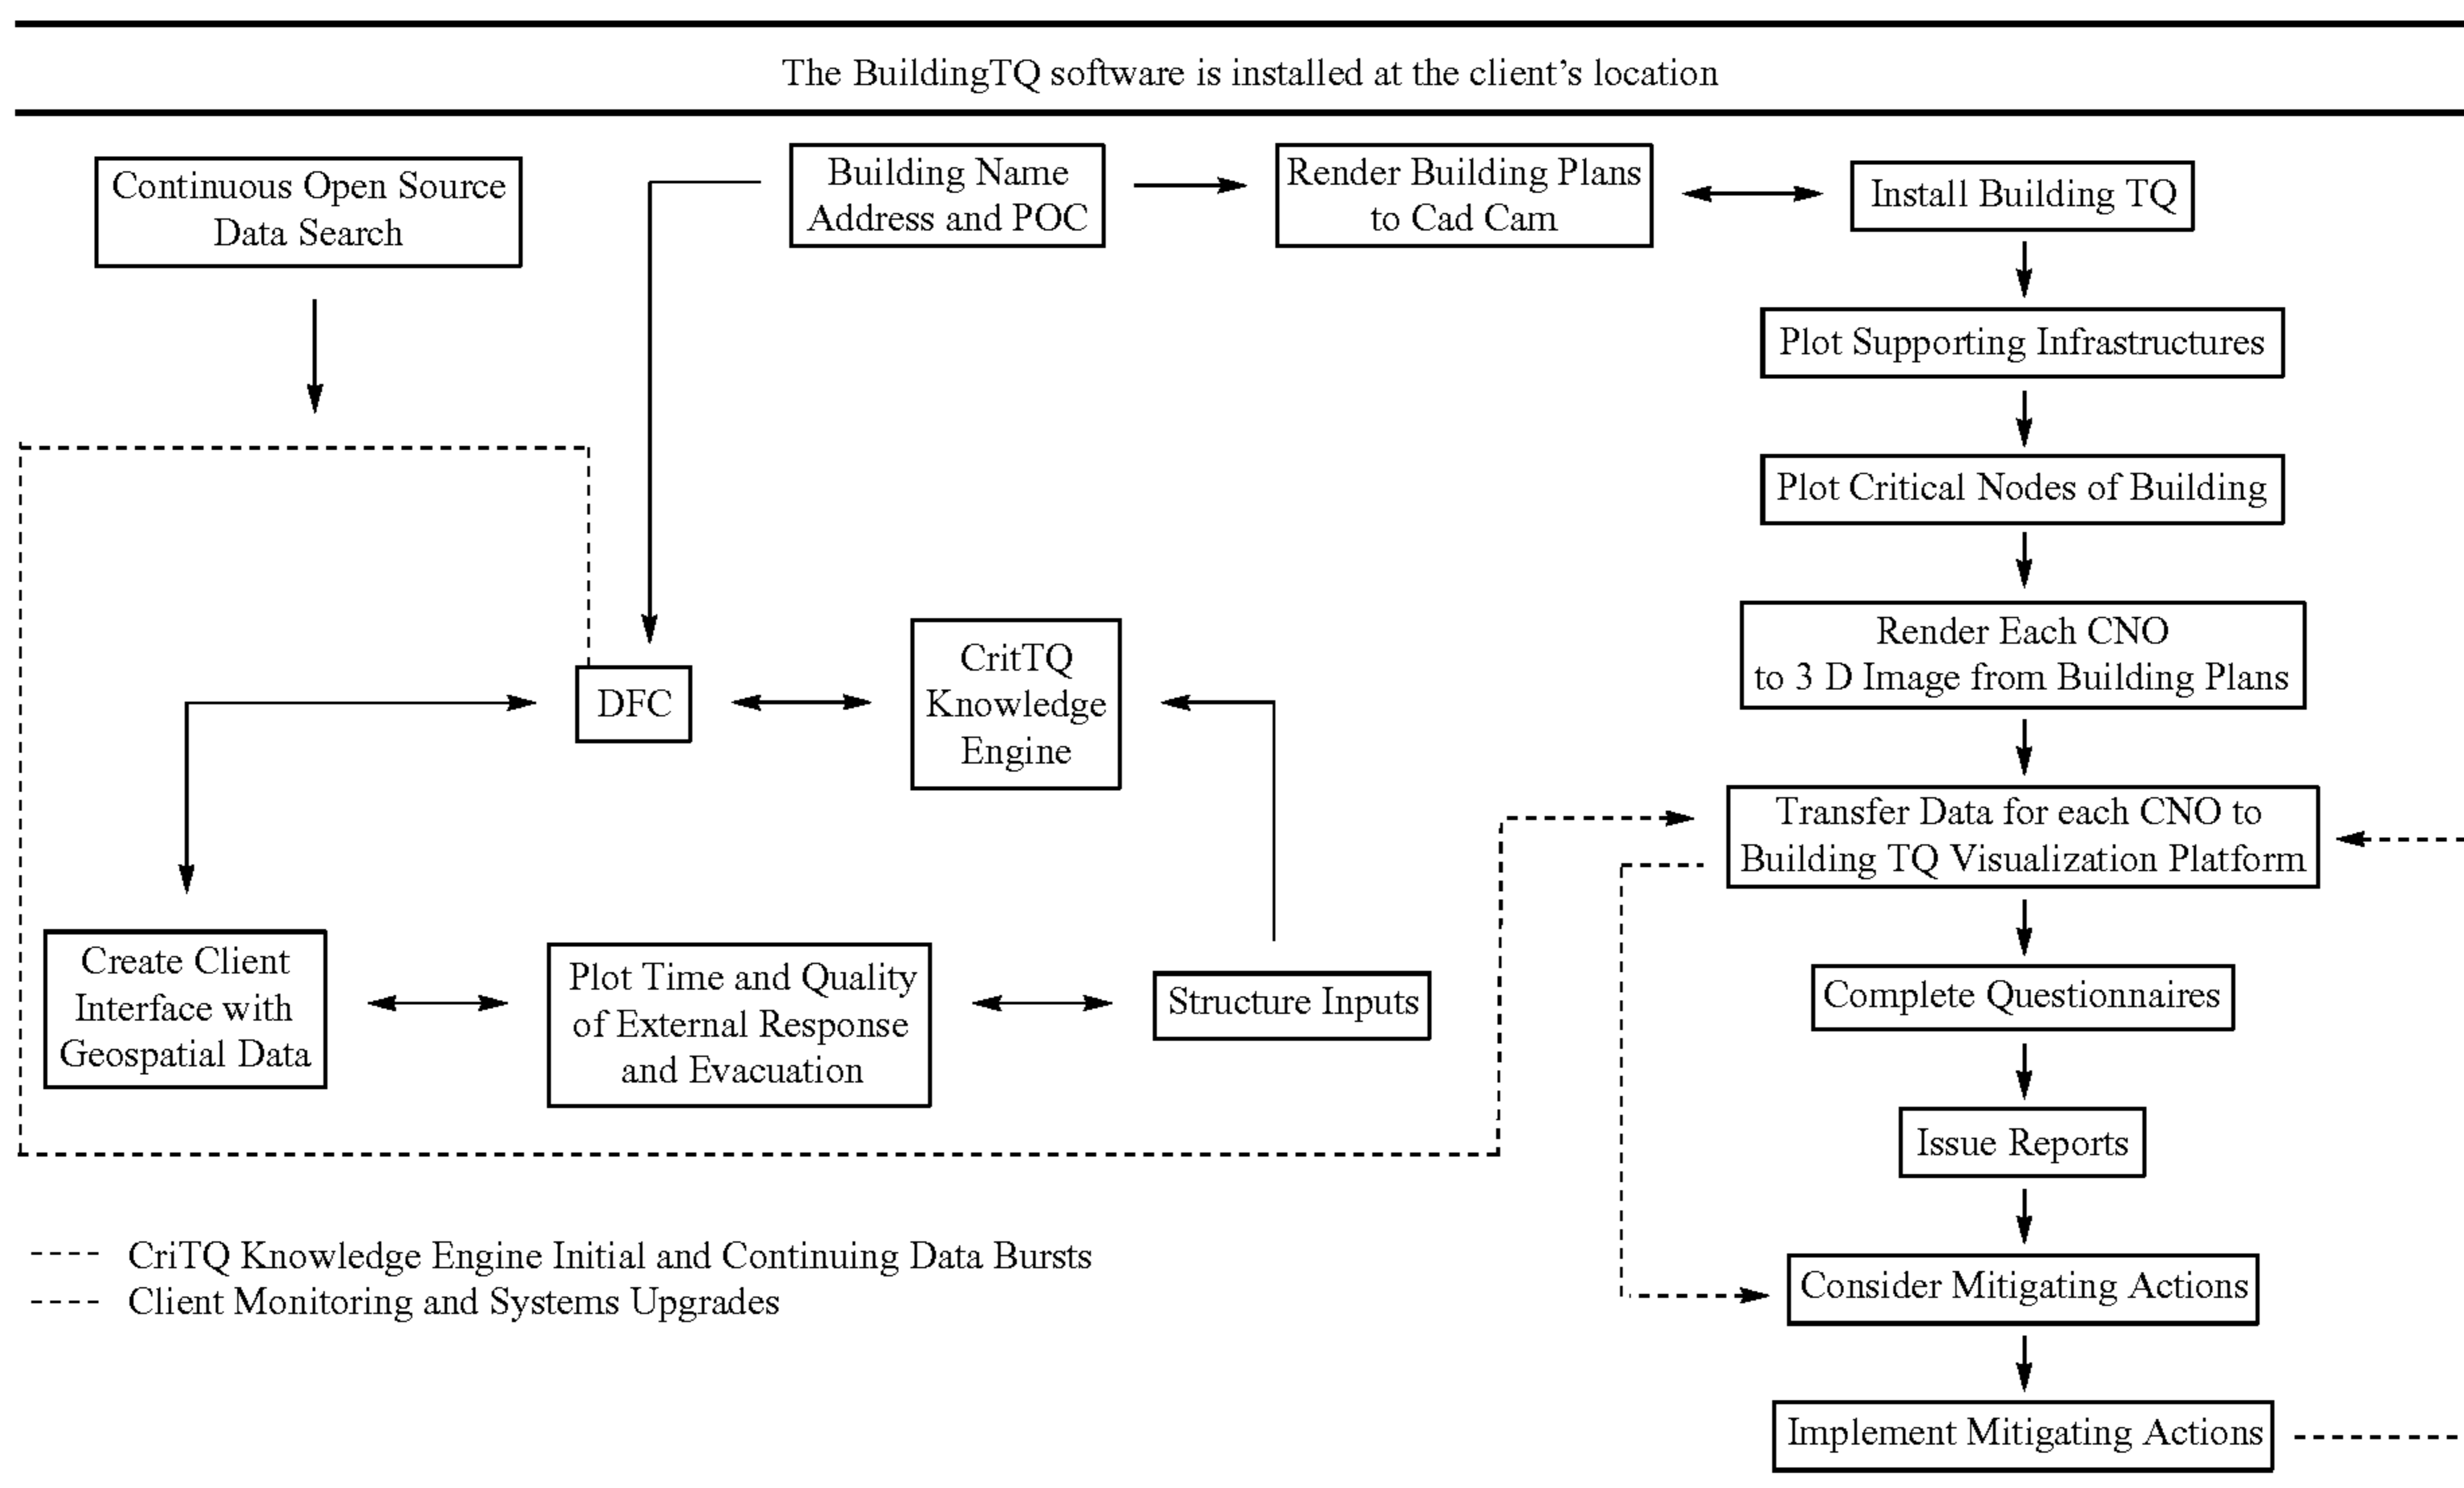 The BuildingTQ software is installed at the client's location
Continuous Open Source
Data Search
Building Name
Address and POC
Render Building Plans
to Cad Cam
Install Building TQ
Plot Supporting Infrastructures
Plot Critical Nodes of Building
Render Each CNO
to 3 D Image from Building Plans
DFC
CritTQ
Knowledge
Engine
Transfer Data for each CNO to
Building TQ Visualization Platform
Create Client
Interface with
Geospatial Data
Plot Time and Quality
of External Response
and Evacuation
Structure Inputs
Complete Questionnaires
Issue Reports
Consider Mitigating Actions
Implement Mitigating Actions
CriTQ Knowledge Engine Initial and Continuing Data Bursts
Client Monitoring and Systems Upgrades